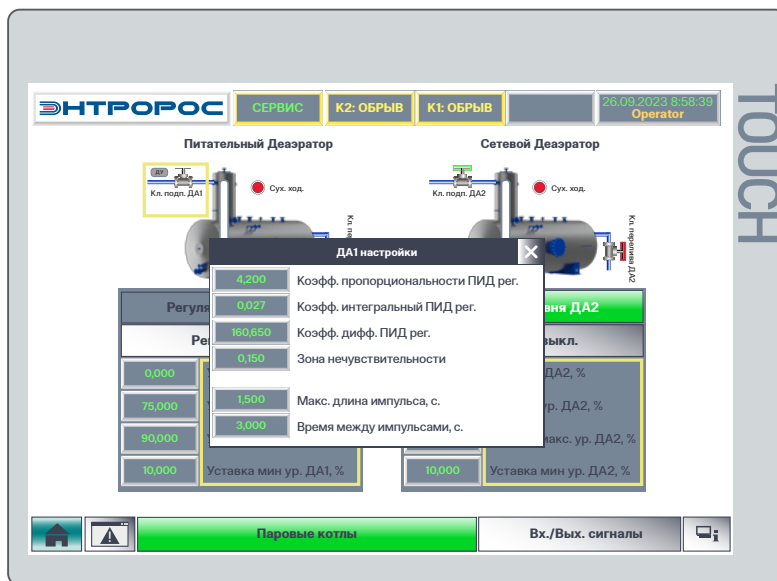 ЭНТРОРОС
СЕРВИС
К2: ОБРЫВ
К1: ОБРЫВ
26.09.2023 8:58:39
Operator
TOUCH
Питательный Деаэратор
Сетевой Деаэратор
ДУ
Кл. подп. ДА1
Сух. ход.
Кл. подп. ДА2
Сух. ход.
Кл. перелива ДА2
ДА1 настройки
4,200 Коэфф. пропорциональности ПИД рег.
0,027 Коэфф. интегральный ПИД рег.
160,650 Коэфф. дифф. ПИД рег.
0,150 Зона нечувствительности
1,500 Макс. длина импульса, с.
3,000 Время между импульсами, с.
вня ДА2
выкл.
0,000
ДА2, %
75,000
ур. ДА2, %
90,000
макс. ур. ДА2, %
10,000 Уставка мин ур. ДА1, %
10,000 Уставка мин ур. ДА2, %
Паровые котлы
Вх./Вых. сигналы